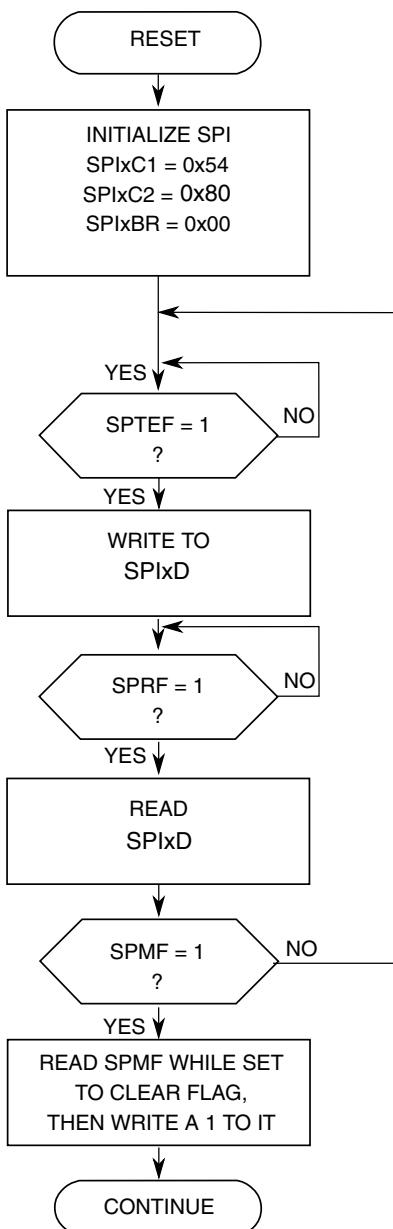 RESET
INITIALIZE SPI
SPIxC1 = 0x54
SPIxC2 = 0x80
SPIxBR = 0x00
YES
SPTEF = 1
?
NO
YES
WRITE TO
SPIxD
SPRF = 1
?
NO
YES
READ
SPIxD
SPMF = 1
?
NO
YES
READ SPMF WHILE SET
TO CLEAR FLAG,
THEN WRITE A 1 TO IT
CONTINUE